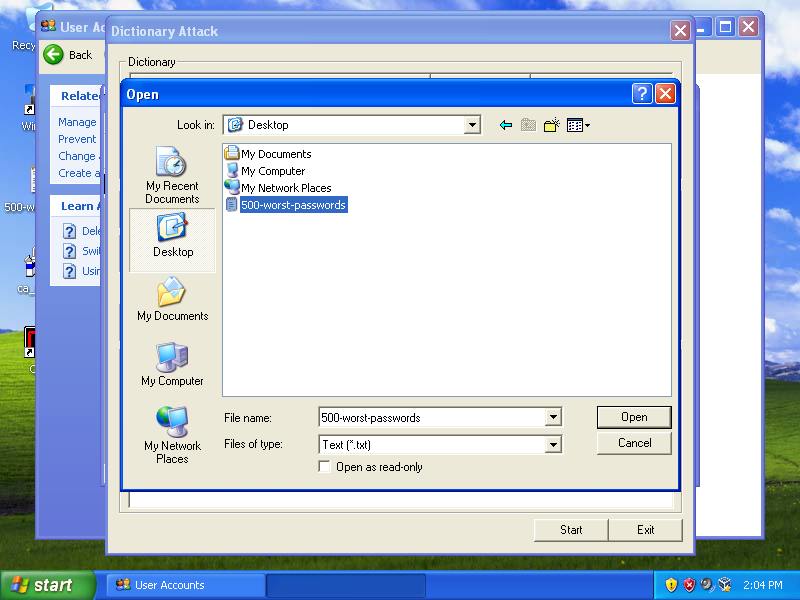 User Ac
Dictionary Attack
Recy
Back
Dictionary
Open
Related
Look in:
Desktop
Manage
Prevent
Change
Create a
My Documents
My Computer
My Network Places
500-worst-passwords
My Recent
Documents
Desktop
My Documents
My Computer
My Network
Places
Win
500-w
Learn A
Dele
Swi
Usin
ca_
C
File name:
500-worst-passwords
Open
Files of type:
Text (*.txt)
Cancel
Open as read-only
Start
Exit
start
User Accounts
2:04 PM